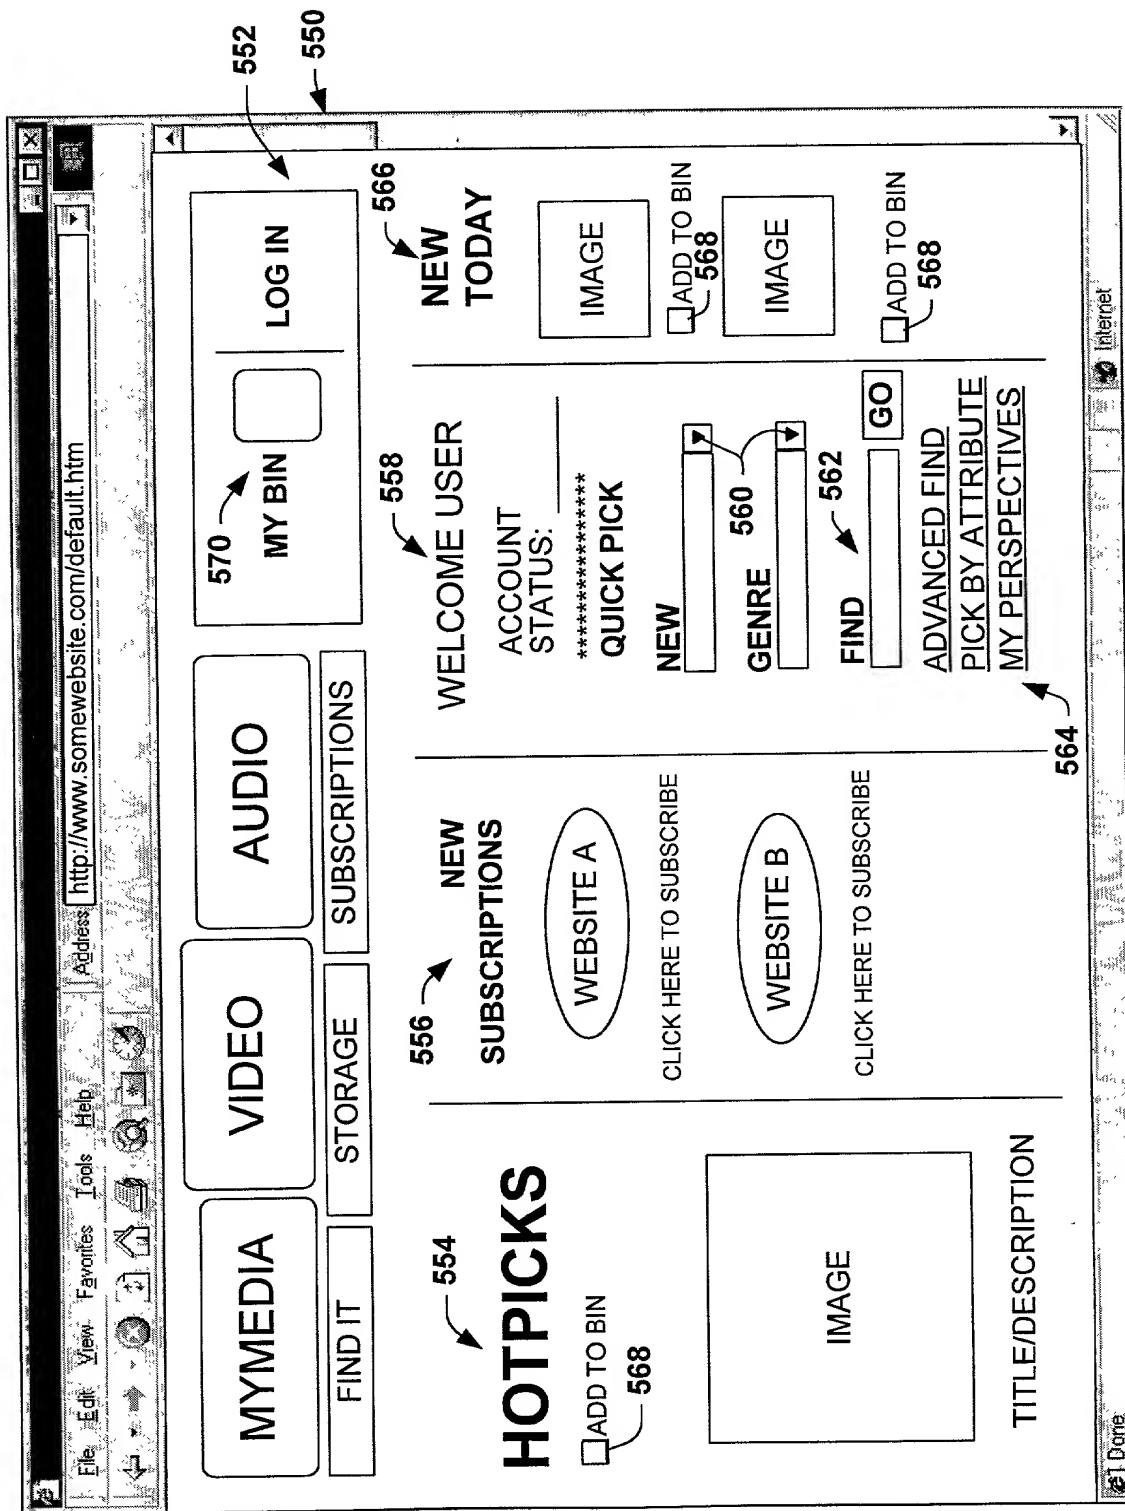 File Edit View Favorites Tools Help
Address http://www.somewebsite.com/default.htm
552
550
MYMEDIA
VIDEO
AUDIO
FIND IT
STORAGE
SUBSCRIPTIONS
570
MY BIN
LOG IN
554
HOTPICKS
ADD TO BIN
568
IMAGE
TITLE/DESCRIPTION
556
NEW
SUBSCRIPTIONS
WEBSITE A
CLICK HERE TO SUBSCRIBE
WEBSITE B
CLICK HERE TO SUBSCRIBE
558
WELCOME USER
ACCOUNT
STATUS: ______
***************
QUICK PICK
NEW
560
GENRE
562
FIND
GO
ADVANCED FIND
PICK BY ATTRIBUTE
MY PERSPECTIVES
564
566
NEW
TODAY
IMAGE
ADD TO BIN
568
IMAGE
ADD TO BIN
568
Done
Internet